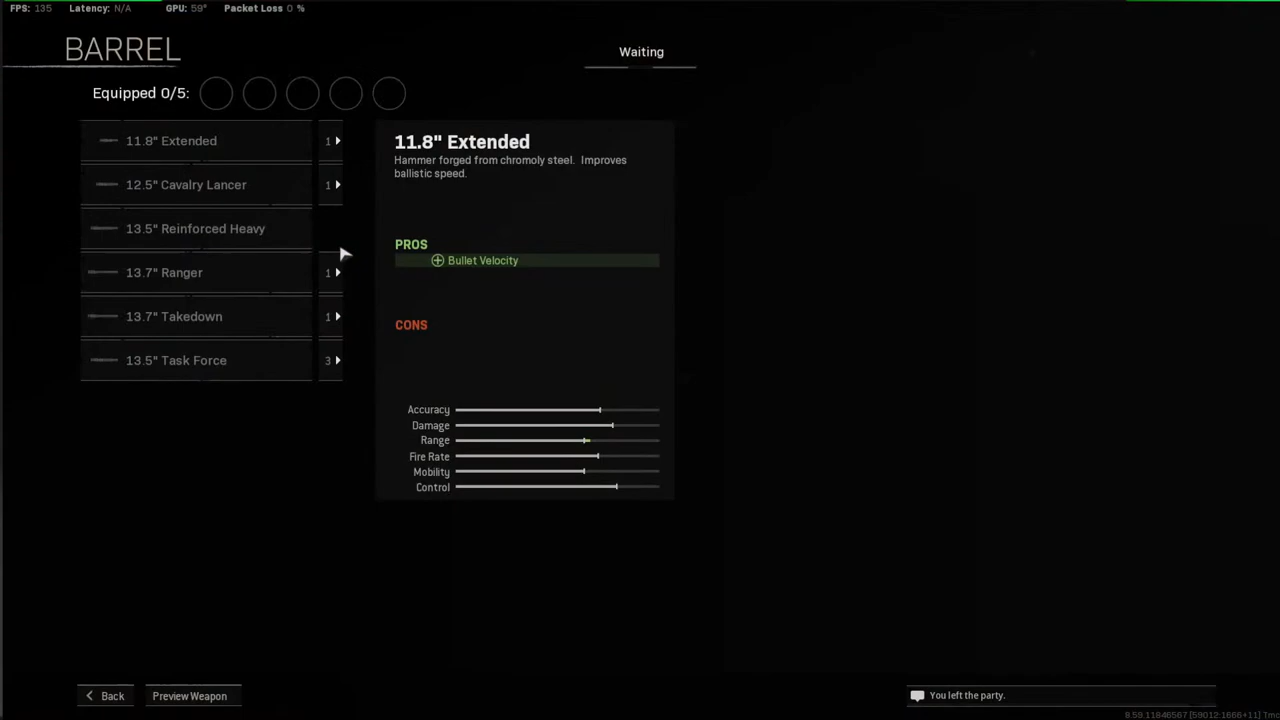 FPS: 135 Latency: N/A GPU: 59° Packet Loss 0 %
BARREL
Waiting
Equipped 0/5:
11.8" Extended 1
12.5" Cavalry Lancer 1
13.5" Reinforced Heavy
13.7" Ranger 1
13.7" Takedown 1
13.5" Task Force 3
11.8" Extended
Hammer forged from chromoly steel. Improves
ballistic speed.
PROS
Bullet Velocity
CONS
Accuracy
Damage
Range
Fire Rate
Mobility
Control
Back
Preview Weapon
You left the party.